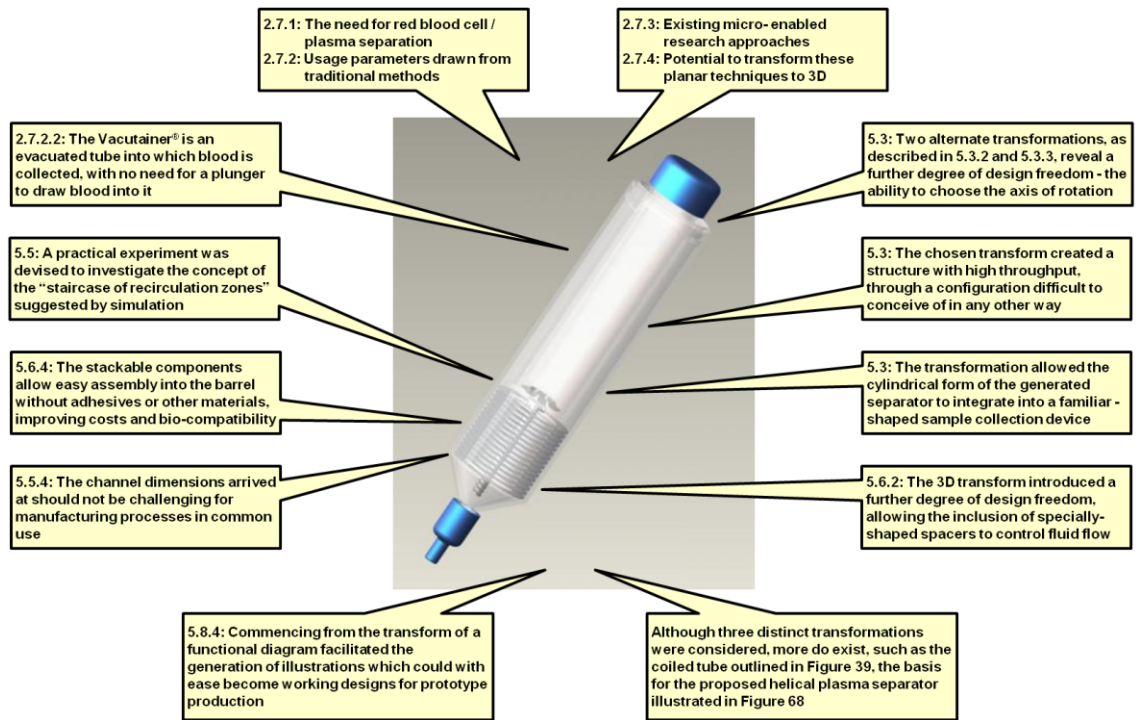 2.7.1: The need for red blood cell /
plasma separation
2.7.2: Usage parameters drawn from
traditional methods
2.7.3: Existing micro- enabled
research approaches
2.7.4: Potential to transform these
planar techniques to 3D
2.7.2.2: The Vacutainer® is an
evacuated tube into which blood is
collected, with no need for a plunger
to draw blood into it
5.3: Two alternate transformations, as
described in 5.3.2 and 5.3.3, reveal a
further degree of design freedom - the
ability to choose the axis of rotation
5.5: A practical experiment was
devised to investigate the concept of
the “staircase of recirculation zones”
suggested by simulation
5.3: The chosen transform created a
structure with high throughput,
through a configuration difficult to
conceive of in any other way
5.6.4: The stackable components
allow easy assembly into the barrel
without adhesives or other materials,
improving costs and bio-compatibility
5.3: The transformation allowed the
cylindrical form of the generated
separator to integrate into a familiar -
shaped sample collection device
5.5.4: The channel dimensions arrived
at should not be challenging for
manufacturing processes in common
use
5.6.2: The 3D transform introduced a
further degree of design freedom,
allowing the inclusion of specially-
shaped spacers to control fluid flow
5.8.4: Commencing from the transform of a
functional diagram facilitated the
generation of illustrations which could with
ease become working designs for prototype
production
Although three distinct transformations
were considered, more do exist, such as the
coiled tube outlined in Figure 39, the basis
for the proposed helical plasma separator
illustrated in Figure 68